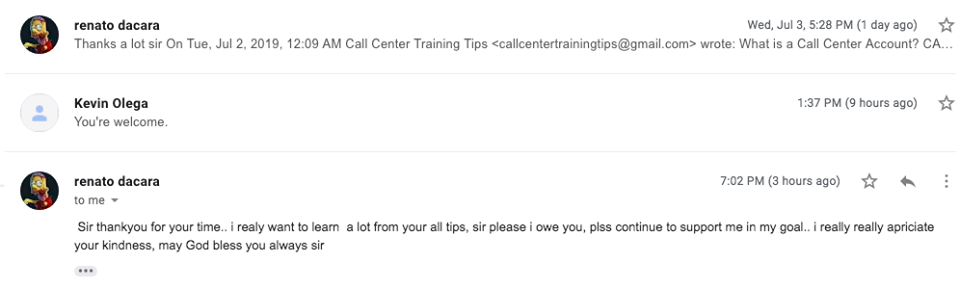 renato dacara
Wed, Jul 3, 5:28 PM (1 day ago)
Thanks a lot sir On Tue, Jul 2, 2019, 12:09 AM Call Center Training Tips <callcentertrainingtips@gmail.com> wrote: What is a Call Center Account? CA...
Kevin Olega
1:37 PM (9 hours ago)
You're welcome.
renato dacara
7:02 PM (3 hours ago)
to me
Sir thankyou for your time.. i realy want to learn  a lot from your all tips, sir please i owe you, plss continue to support me in my goal.. i really really apriciate
your kindness, may God bless you always sir